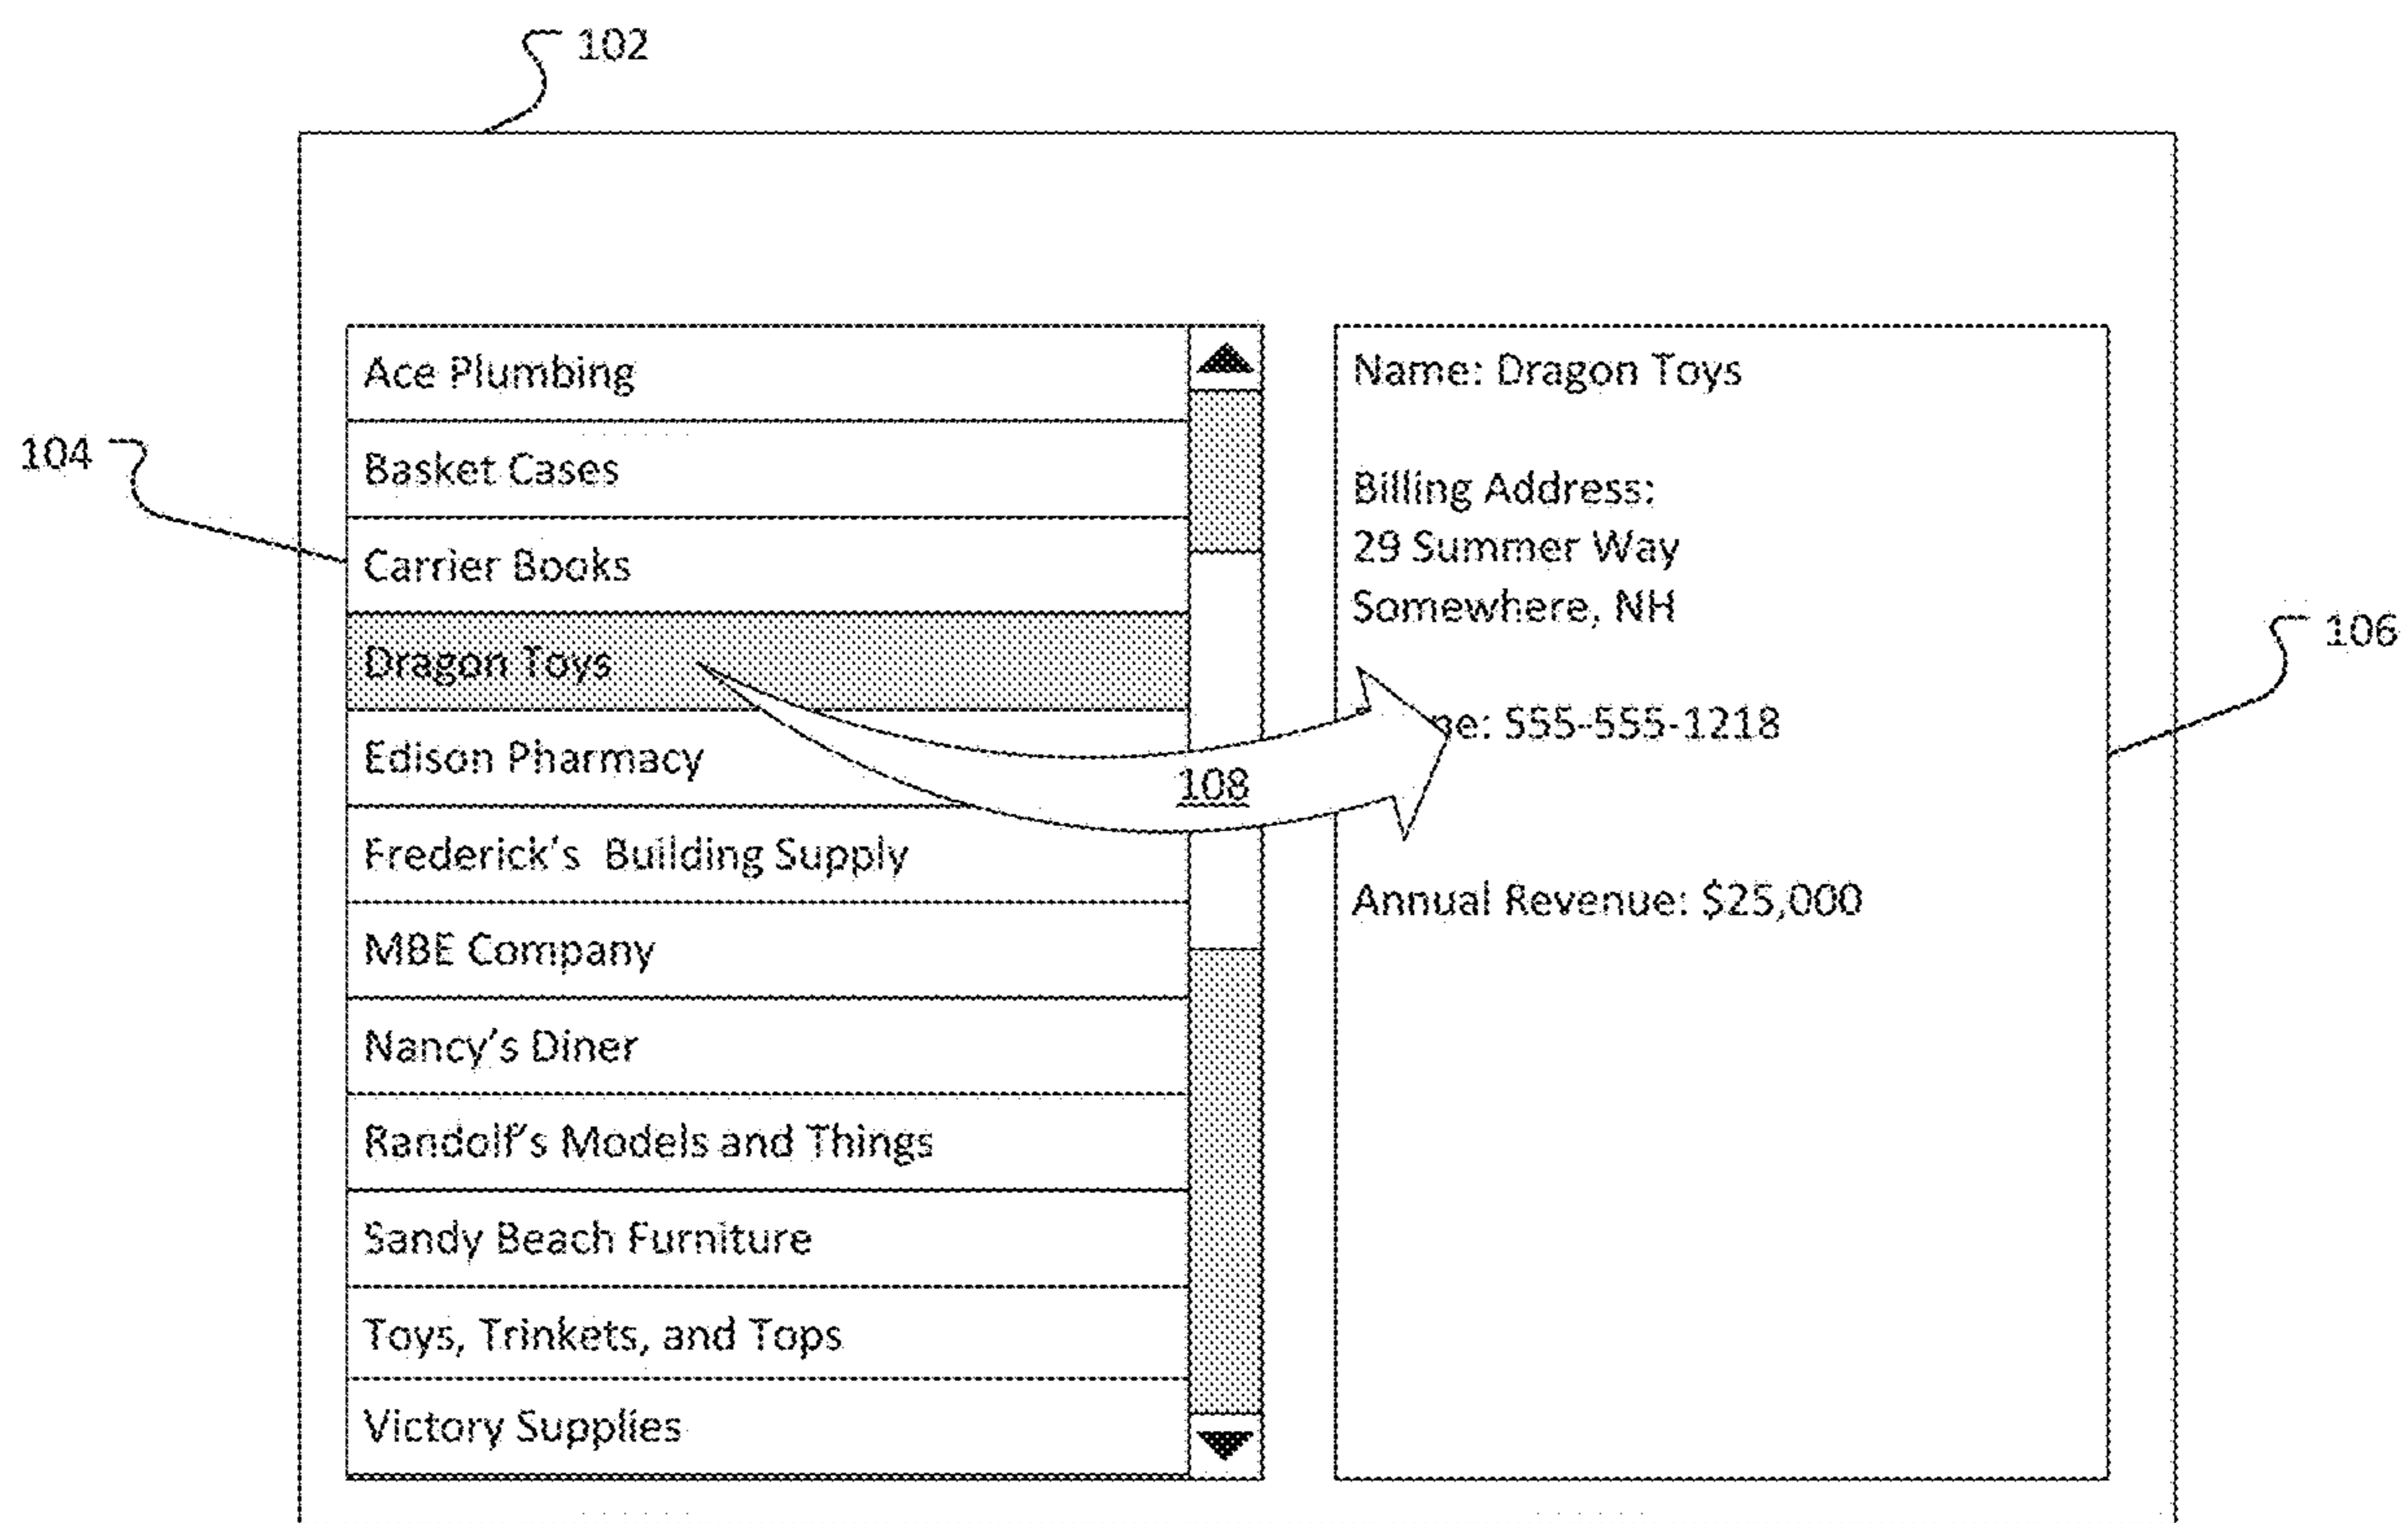 102
104
Ace Plumbing
Basket Cases
Carrier Books
Dragon Toys
Edison Pharmacy
Frederick's Building Supply
MBE Company
Nancy's Diner
Randolf's Models and Things
Sandy Beach Furniture
Toys, Trinkets, and Tops
Victory Supplies
108
Name: Dragon Toys
Billing Address:
29 Summer Way
Somewhere, NH
555-555-1218
Annual Revenue: $25,000
106